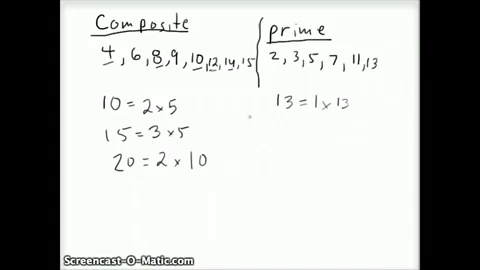 Composite
4, 6, 8, 9, 10, 12, 14, 15
10 = 2 x 5
15 = 3 x 5
20 = 2 x 10
prime
2, 3, 5, 7, 11, 13
13 = 1 x 13
Screencast-O-Matic.com